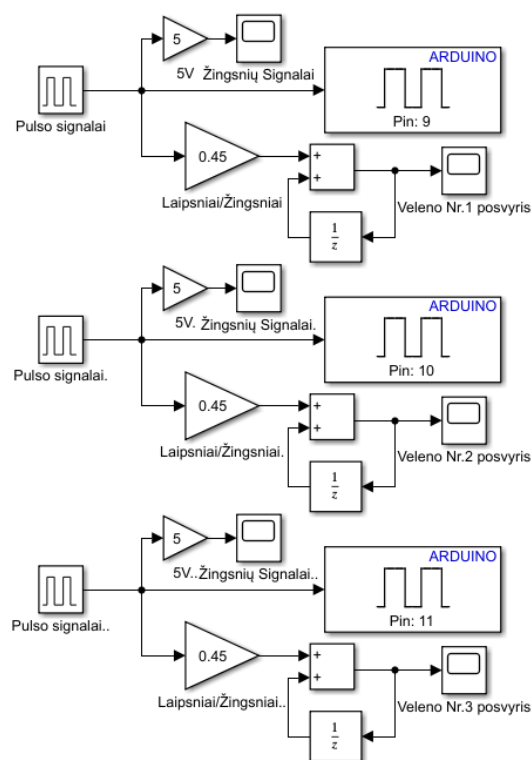 5
5V Žingsnių Signalai
ARDUINO
Pin: 9
Pulso signalai
0.45
+
+
Laipsniai/Žingsniai
1
z
Veleno Nr.1 posvyris
5
5V. Žingsnių Signalai.
ARDUINO
Pin: 10
Pulso signalai.
0.45
+
+
Laipsniai/Žingsniai.
1
z
Veleno Nr.2 posvyris
5
5V.. Žingsnių Signalai..
ARDUINO
Pin: 11
Pulso signalai..
0.45
+
+
Laipsniai/Žingsniai..
1
z
Veleno Nr.3 posvyris